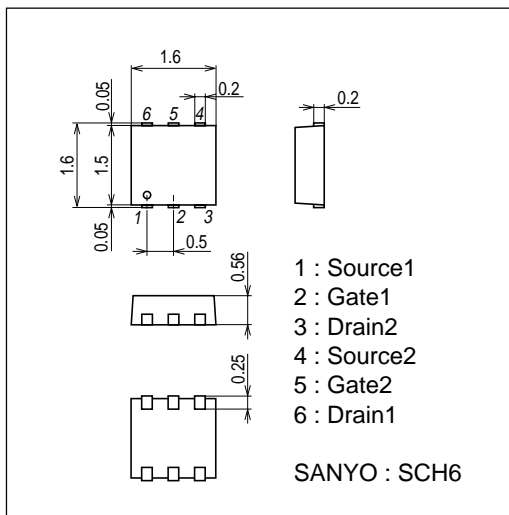 1.6
0.05
0.2
0.2
6 5 4
1.6
1.5
1 2 3
0.05
0.5
0.56
0.25
1 : Source1
2 : Gate1
3 : Drain2
4 : Source2
5 : Gate2
6 : Drain1
SANYO : SCH6